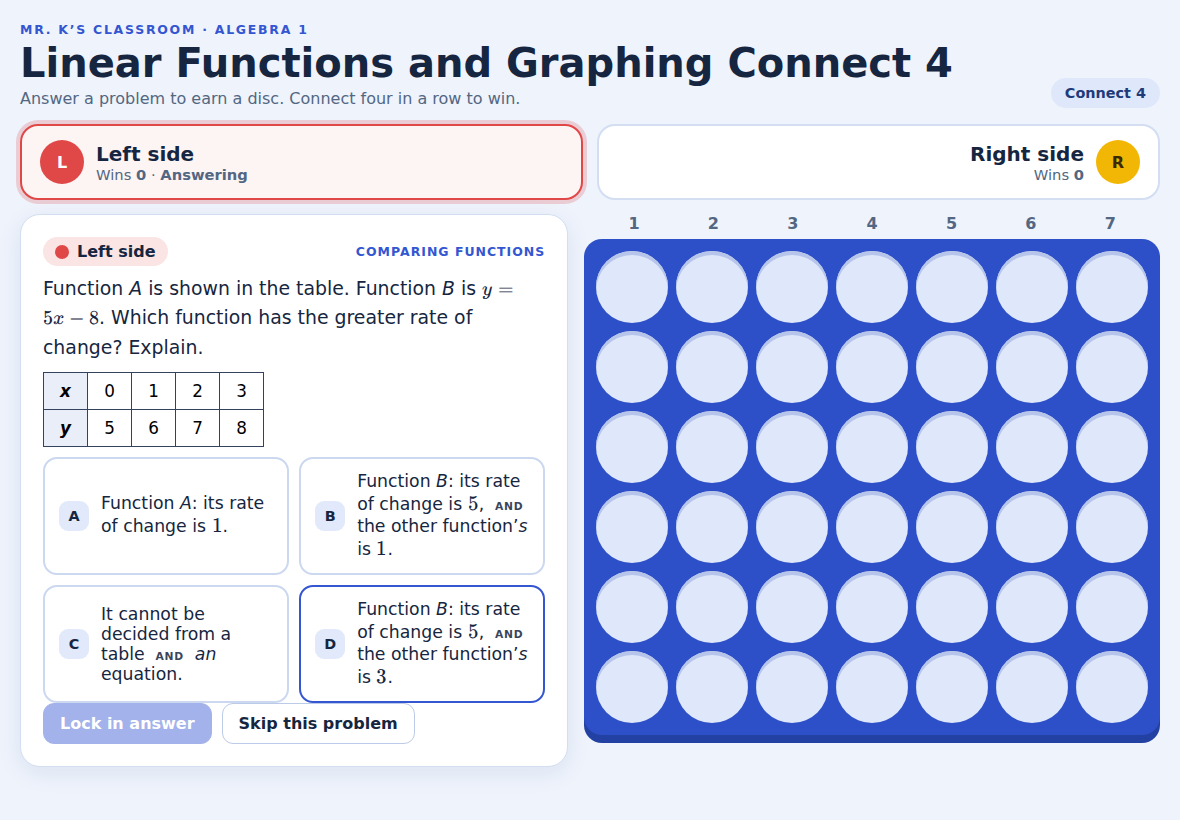 MR. K'S CLASSROOM · ALGEBRA 1
Linear Functions and Graphing Connect 4
Answer a problem to earn a disc. Connect four in a row to win.
Connect 4
L
Left side
Wins 0 · Answering
Right side
Wins 0
R
Left side
COMPARING FUNCTIONS
Function A is shown in the table. Function B is y =
5x − 8. Which function has the greater rate of
change? Explain.
x 0 1 2 3
y 5 6 7 8
A
Function A: its rate
of change is 1.
B
Function B: its rate
of change is 5, AND
the other function's
is 1.
C
It cannot be
decided from a
table AND an
equation.
D
Function B: its rate
of change is 5, AND
the other function's
is 3.
Lock in answer
Skip this problem
1 2 3 4 5 6 7